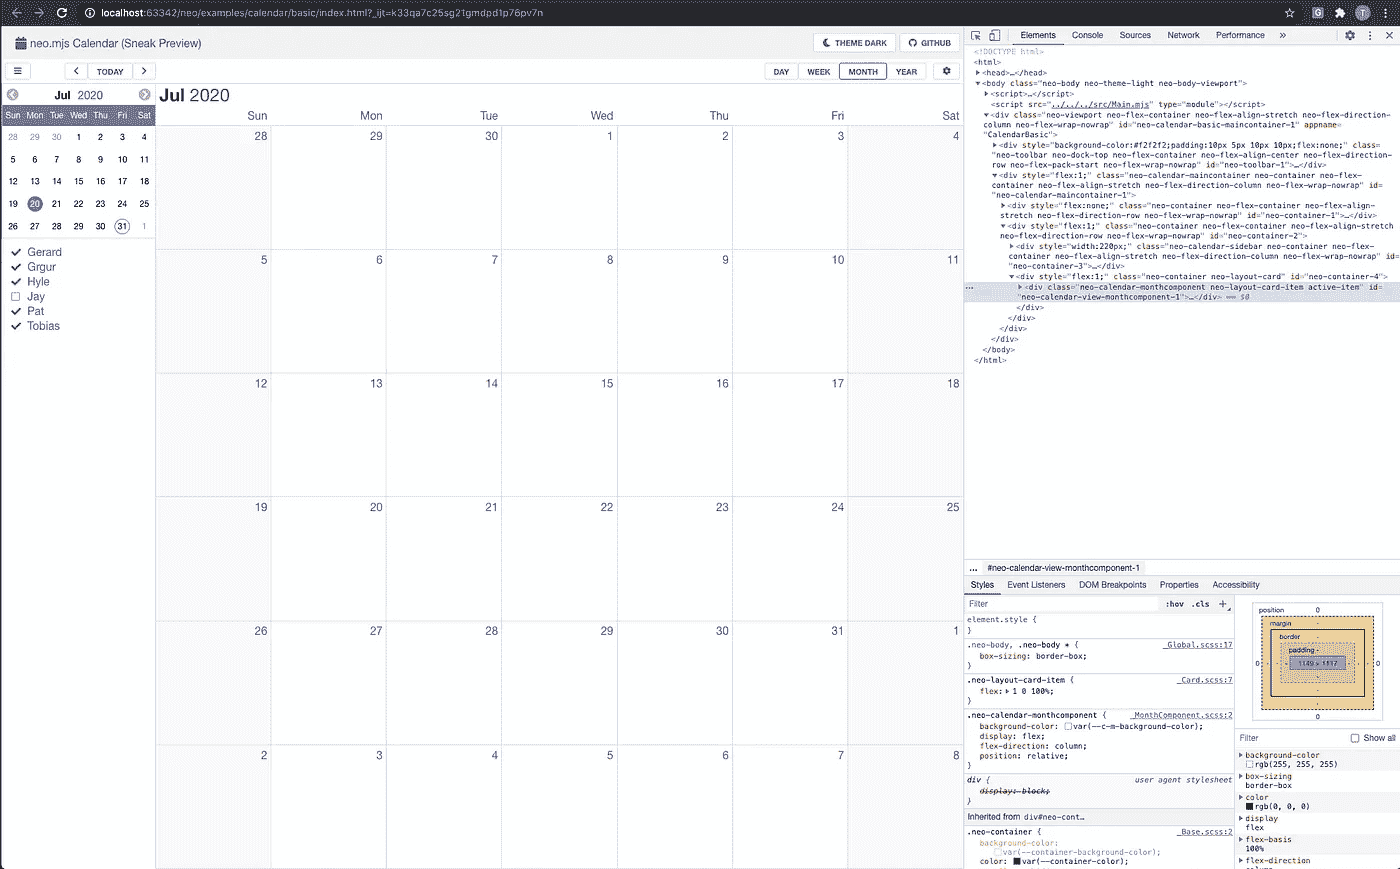 localhost:63342/neo/examples/calendar/basic/index.html?_ijt=k33qa7c25sg21gmdpd1p76pv7n
G
T
neo.mjs Calendar (Sneak Preview)
THEME DARK
GITHUB
TODAY
DAY
WEEK
MONTH
YEAR
Jul 2020
Sun Mon Tue Wed Thu Fri Sat
28 29 30 1 2 3 4
5 6 7 8 9 10 11
12 13 14 15 16 17 18
19 20 21 22 23 24 25
26 27 28 29 30 31 1
Gerard
Grgur
Hyle
Jay
Pat
Tobias
Jul 2020
Sun Mon Tue Wed Thu Fri Sat
28 29 30 1 2 3 4
5 6 7 8 9 10 11
12 13 14 15 16 17 18
19 20 21 22 23 24 25
26 27 28 29 30 31 1
2 3 4 5 6 7 8
Elements Console Sources Network Performance »
<!DOCTYPE html>
<html>
<head>…</head>
<body class="neo-body neo-theme-light neo-body-viewport">
<script>…</script>
<script src="../../../src/Main.mjs" type="module"></script>
<div class="neo-viewport neo-flex-container neo-flex-align-stretch neo-flex-direction-
column neo-flex-wrap-nowrap" id="neo-calendar-basic-maincontainer-1" appname=
"CalendarBasic">
<div style="background-color:#f2f2f2;padding:10px 5px 10px 10px;flex:none;" class=
"neo-toolbar neo-dock-top neo-flex-container neo-flex-align-center neo-flex-direction-
row neo-flex-pack-start neo-flex-wrap-nowrap" id="neo-toolbar-1">…</div>
<div style="flex:1;" class="neo-calendar-maincontainer neo-container neo-flex-
container neo-flex-align-stretch neo-flex-direction-column neo-flex-wrap-nowrap" id=
"neo-calendar-maincontainer-1">
<div style="flex:none;" class="neo-container neo-flex-container neo-flex-align-
stretch neo-flex-direction-row neo-flex-wrap-nowrap" id="neo-container-1">…</div>
<div style="flex:1;" class="neo-container neo-flex-container neo-flex-align-stretch
neo-flex-direction-row neo-flex-wrap-nowrap" id="neo-container-2">
<div style="width:220px;" class="neo-calendar-sidebar neo-container neo-flex-
container neo-flex-align-stretch neo-flex-direction-column neo-flex-wrap-nowrap" id=
"neo-container-3">…</div>
<div style="flex:1;" class="neo-container neo-layout-card" id="neo-container-4">
<div class="neo-calendar-monthcomponent neo-layout-card-item active-item" id=
"neo-calendar-view-monthcomponent-1">…</div> == $0
</div>
</div>
</div>
</div>
</body>
</html>
... #neo-calendar-view-monthcomponent-1
Styles Event Listeners DOM Breakpoints Properties Accessibility
Filter
:hov .cls +
element.style {
}
.neo-body, .neo-body * { _Global.scss:17
box-sizing: border-box;
}
.neo-layout-card-item { _Card.scss:7
flex: 1 0 100%;
}
.neo-calendar-monthcomponent { _MonthComponent.scss:2
background-color: var(--c-m-background-color);
display: flex;
flex-direction: column;
position: relative;
}
div { user agent stylesheet
display: block;
}
Inherited from div#neo-cont…
.neo-container { _Base.scss:2
background-color:
var(--container-background-color);
color: var(--container-color);
position 0
margin -
border -
padding -
0 - - - 1149 × 1117 - - - 0
-
-
0
Filter
Show all
background-color
rgb(255, 255, 255)
box-sizing
border-box
color
rgb(0, 0, 0)
display
flex
flex-basis
100%
flex-direction